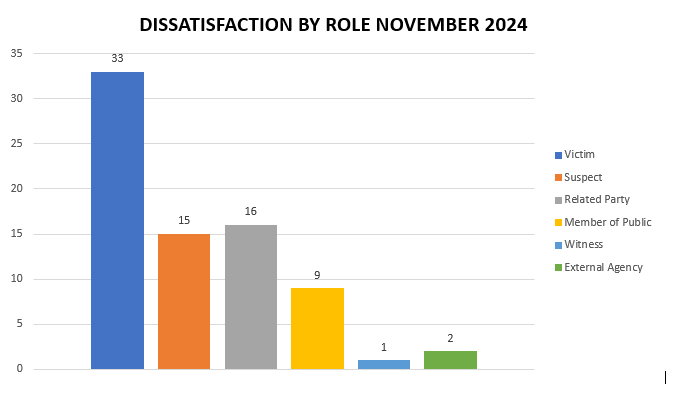 DISSATISFACTION BY ROLE NOVEMBER 2024
35
30
25
20
15
10
5
0
33
15
16
9
1
2
Victim
Suspect
Related Party
Member of Public
Witness
External Agency